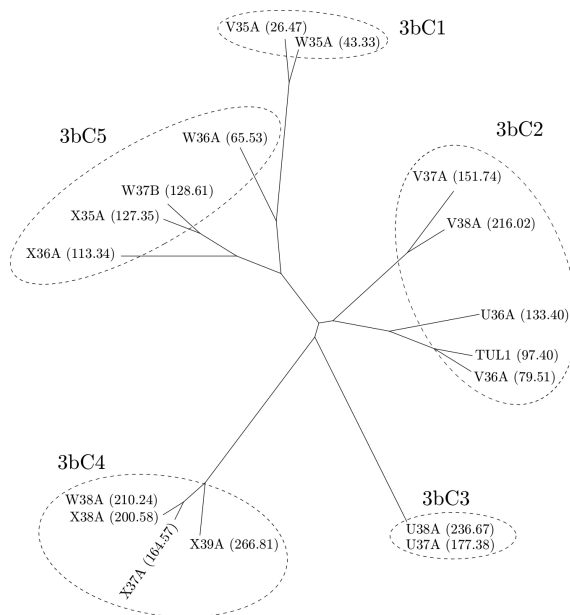 V35A (26.47)
3bC1
W35A (43.33)
3bC5
W36A (65.53)
3bC2
V37A (151.74)
W37B (128.61)
X35A (127.35)
V38A (216.02)
X36A (113.34)
U36A (133.40)
TUL1 (97.40)
V36A (79.51)
3bC4
W38A (210.24)
X38A (200.58)
X37A (164.57)
X39A (266.81)
3bC3
U38A (236.67)
U37A (177.38)